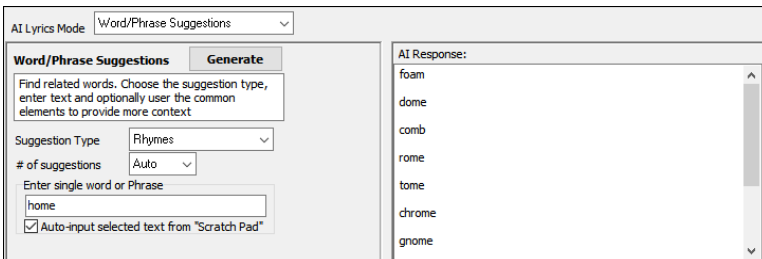 AI Lyrics Mode Word/Phrase Suggestions
Word/Phrase Suggestions Generate
Find related words. Choose the suggestion type,
enter text and optionally user the common
elements to provide more context
Suggestion Type Rhymes
# of suggestions Auto
Enter single word or Phrase
home
Auto-input selected text from "Scratch Pad"
AI Response:
foam
dome
comb
rome
tome
chrome
gnome